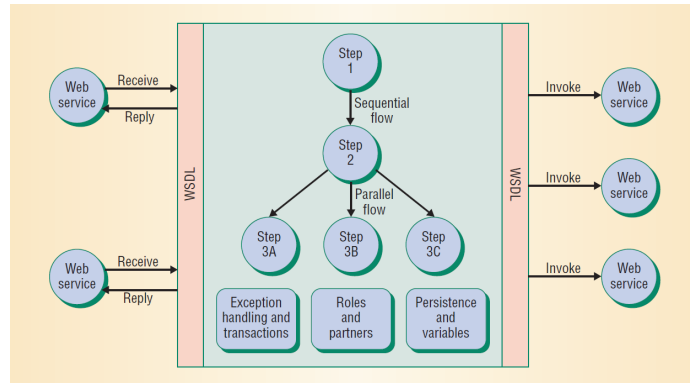 Web
service
Receive
Reply
Web
service
Receive
Reply
WSDL
Step
1
Sequential
flow
Step
2
Parallel
flow
Step
3A
Step
3B
Step
3C
Exception
handling and
transactions
Roles
and
partners
Persistence
and
variables
WSDL
Invoke
Web
service
Invoke
Web
service
Invoke
Web
service